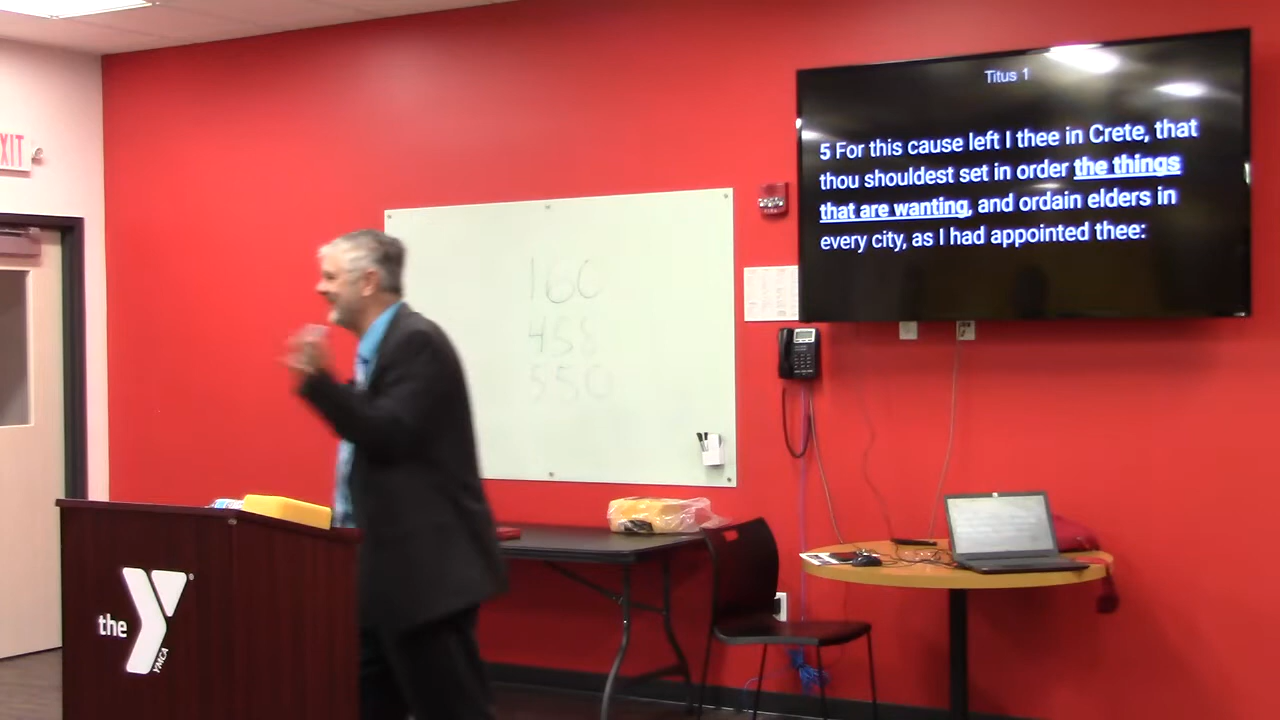 EXIT
Titus 1
5 For this cause left I thee in Crete, that
thou shouldest set in order the things
that are wanting, and ordain elders in
every city, as I had appointed thee:
160
455
550
the Y
YMCA